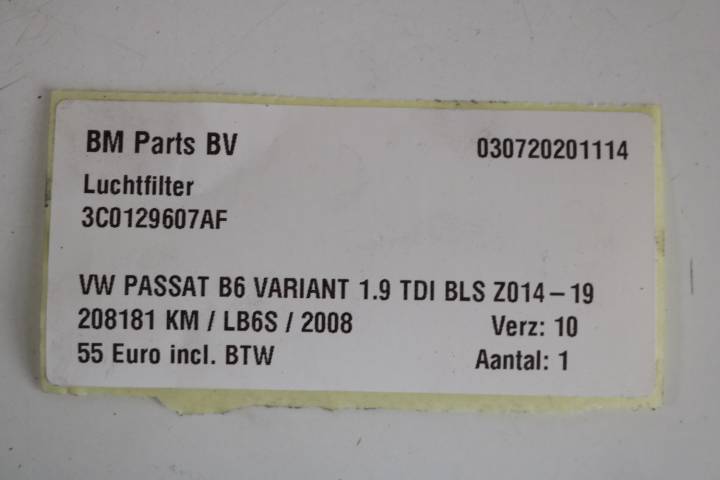 BM Parts BV 030720201114
Luchtfilter
3C0129607AF
VW PASSAT B6 VARIANT 1.9 TDI BLS Z014-19
208181 KM / LB6S / 2008 Verz: 10
55 Euro incl. BTW Aantal: 1